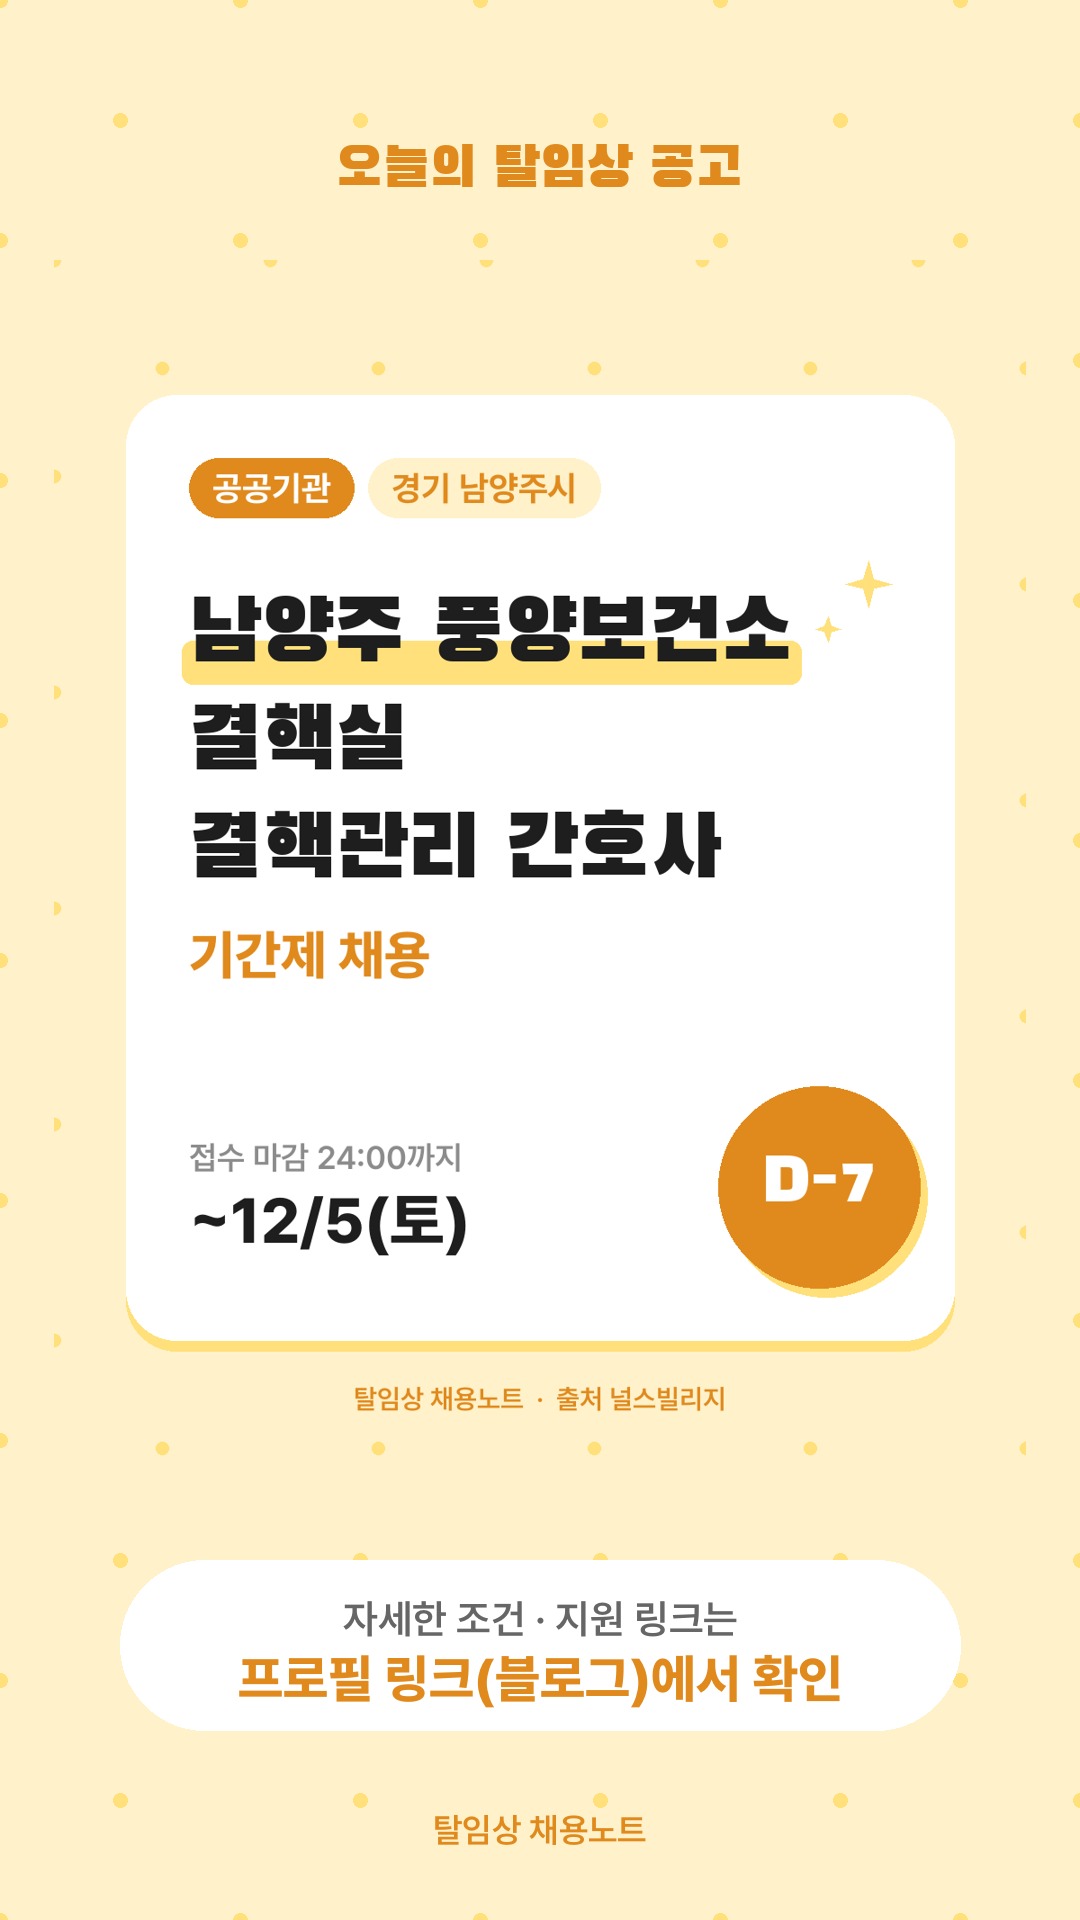 오늘의 탈임상 공고
공공기관
경기 남양주시
남양주 풍양보건소
결핵실
결핵관리 간호사
기간제 채용
접수 마감 24:00까지
~12/5(토)
D-7
탈임상 채용노트 · 출처 널스빌리지
자세한 조건 · 지원 링크는
프로필 링크(블로그)에서 확인
탈임상 채용노트